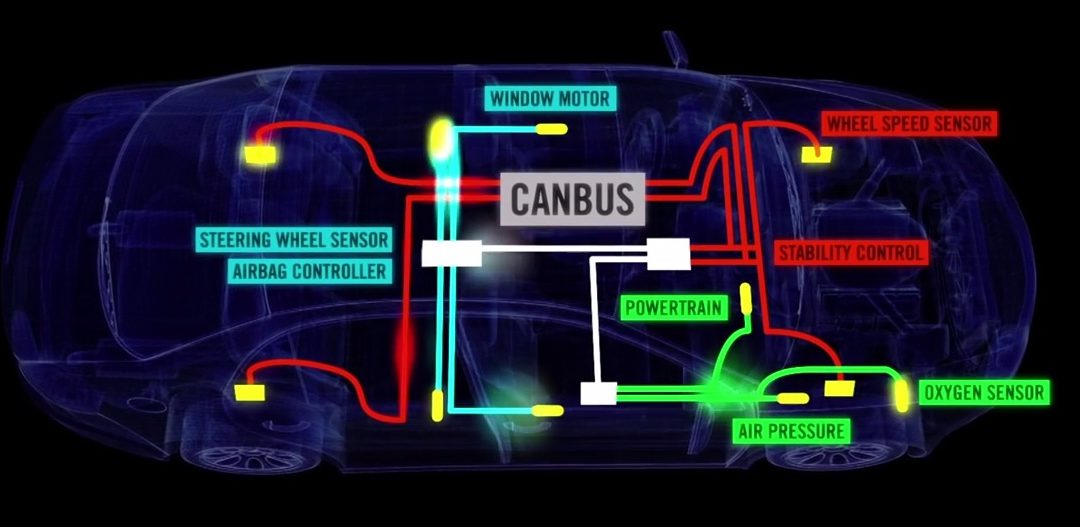 WINDOW MOTOR
WHEEL SPEED SENSOR
CANBUS
STEERING WHEEL SENSOR
AIRBAG CONTROLLER
STABILITY CONTROL
POWERTRAIN
OXYGEN SENSOR
AIR PRESSURE